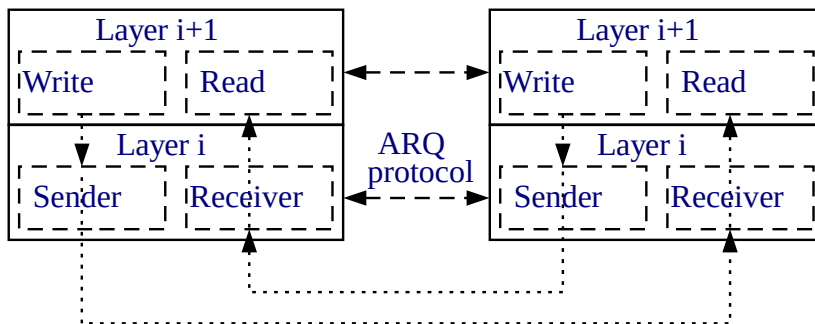 Layer i+1
Write
Read
Layer i
Sender
Receiver
ARQ
protocol
Layer i+1
Write
Read
Layer i
Sender
Receiver